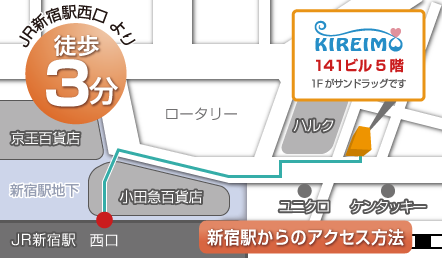 JR新宿駅西口 より
徒歩
3分
KIREIMO
141ビル5階
1Fがサンドラッグです
ロータリー
ハルク
京王百貨店
新宿駅地下
小田急百貨店
ユニクロ
ケンタッキー
JR新宿駅 西口
新宿駅からのアクセス方法